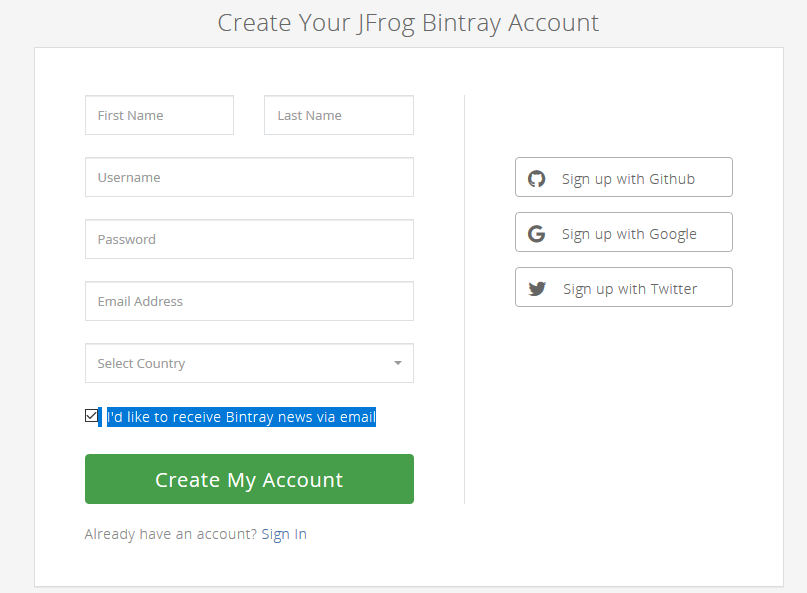 Create Your JFrog Bintray Account
First Name
Last Name
Username
Password
Email Address
Select Country
I'd like to receive Bintray news via email
Create My Account
Already have an account? Sign In
Sign up with Github
Sign up with Google
Sign up with Twitter